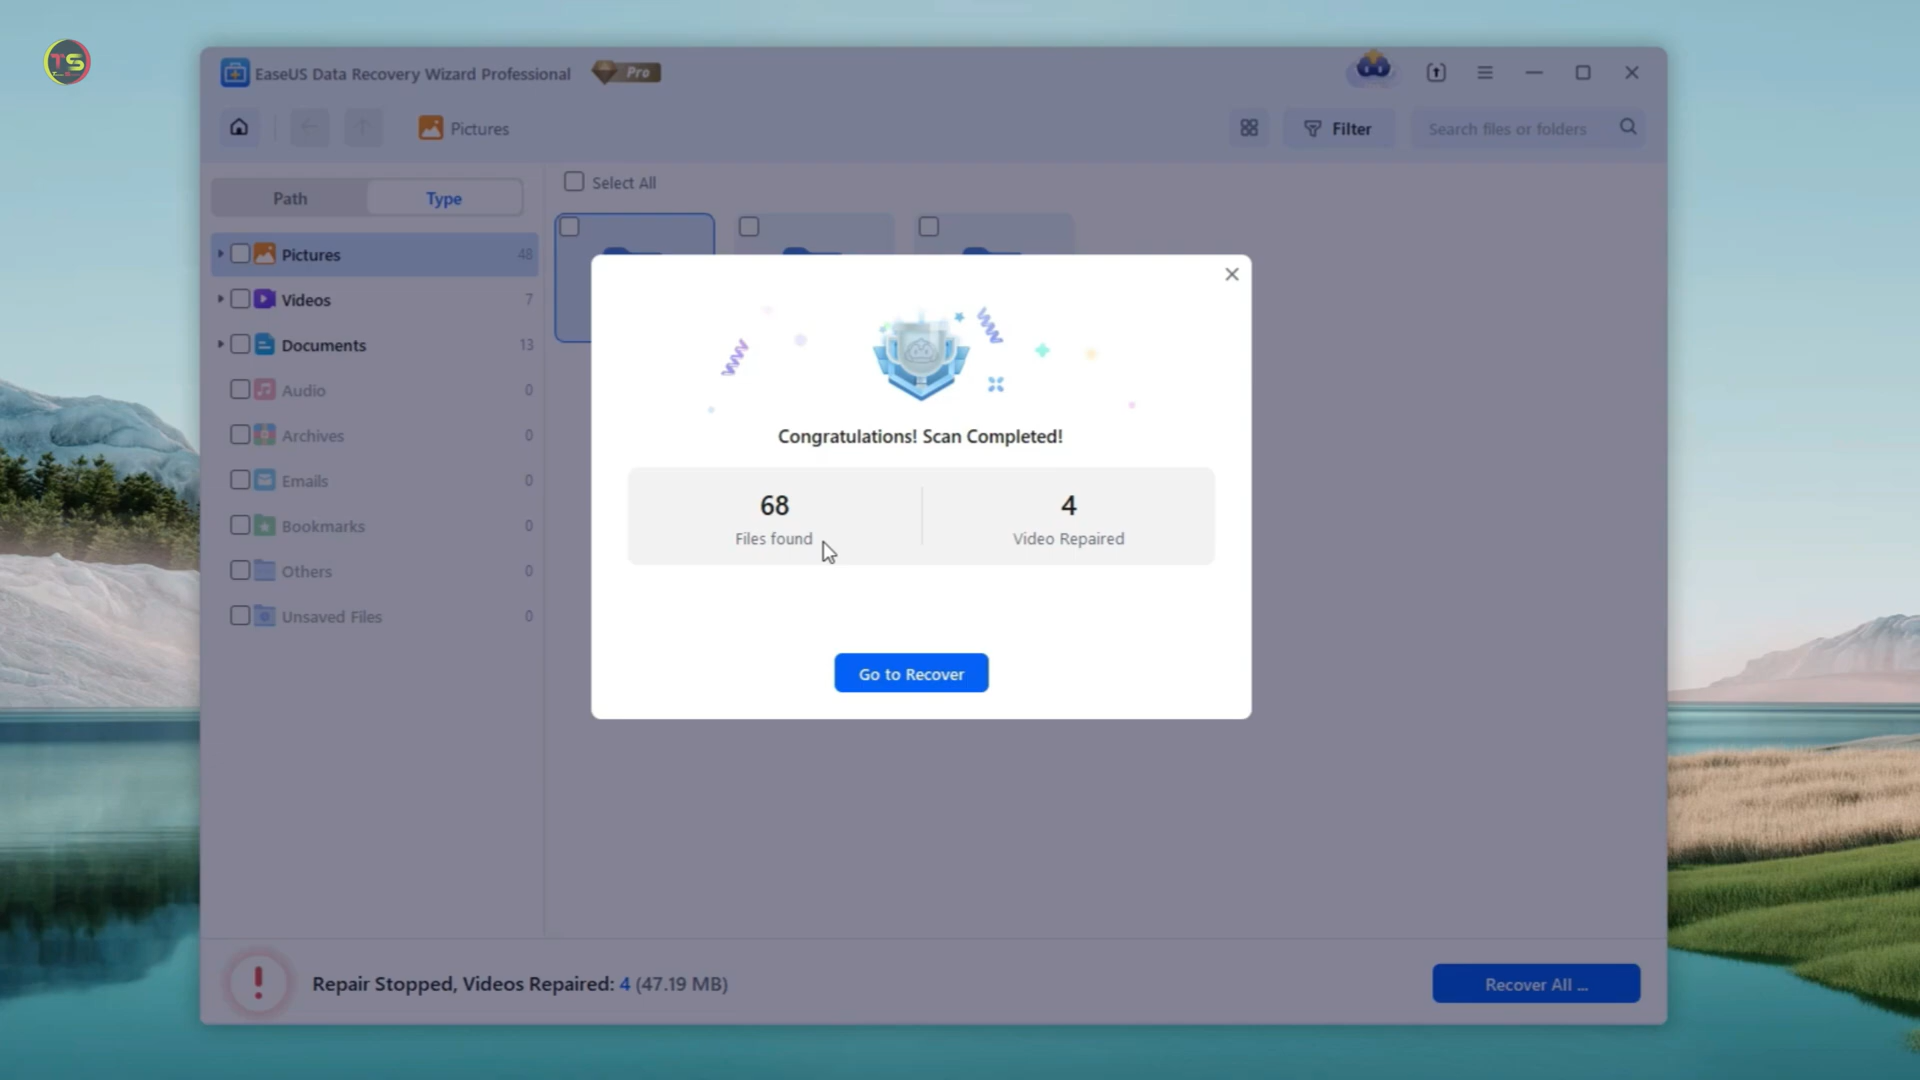 TS
EaseUS Data Recovery Wizard Professional
Pro
Pictures
Filter
Search files or folders
Path
Type
Select All
Pictures 48
Videos 7
Documents 13
Audio 0
Archives 0
Emails 0
Bookmarks 0
Others 0
Unsaved Files 0
Congratulations! Scan Completed!
68
Files found
4
Video Repaired
Go to Recover
Repair Stopped, Videos Repaired: 4 (47.19 MB)
Recover All ...